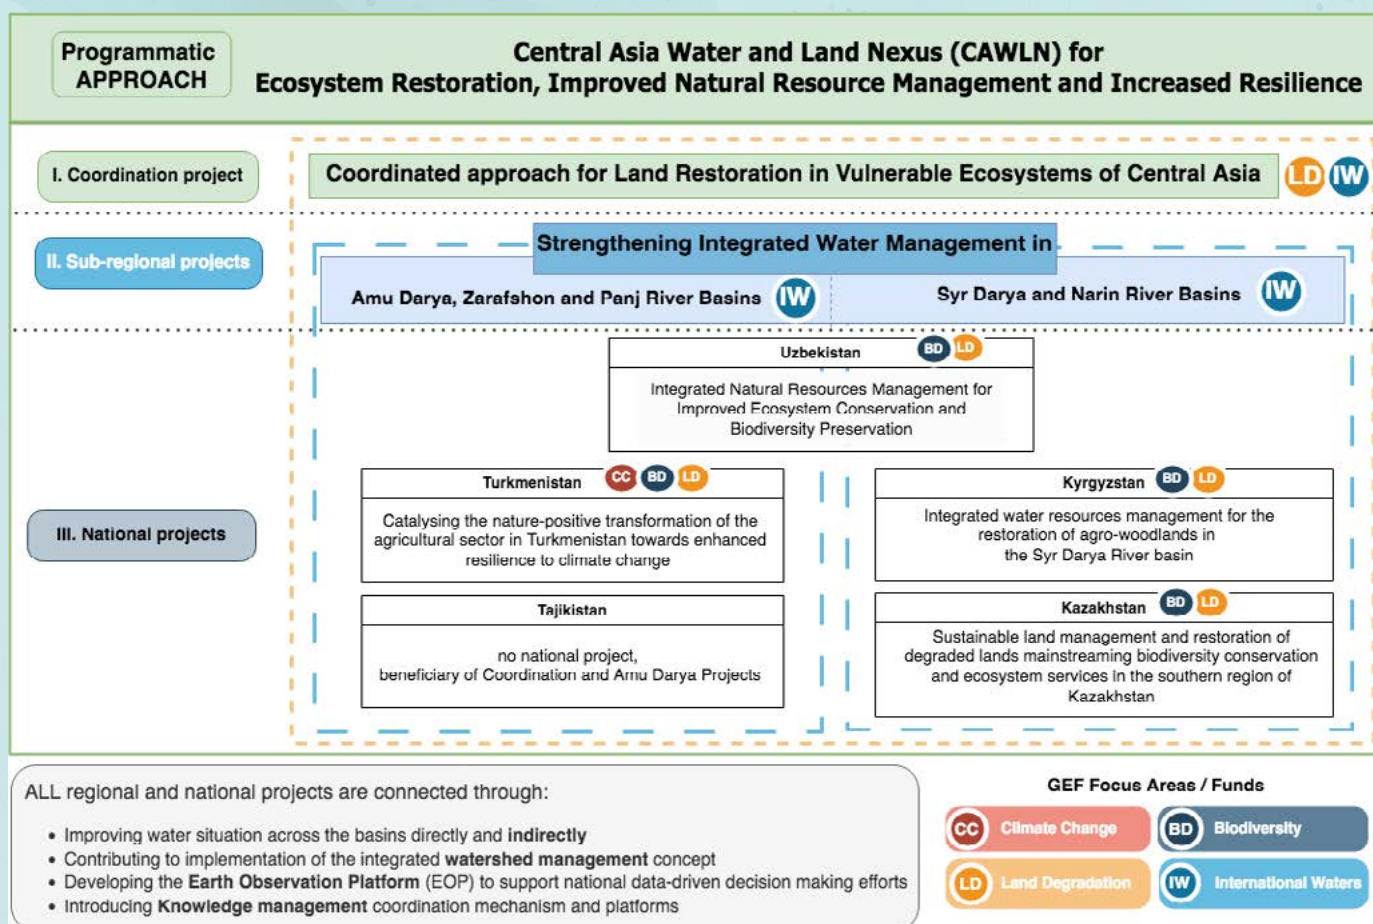 Programmatic
APPROACH
Central Asia Water and Land Nexus (CAWLN) for
Ecosystem Restoration, Improved Natural Resource Management and Increased Resilience
I. Coordination project
Coordinated approach for Land Restoration in Vulnerable Ecosystems of Central Asia
LD IW
II. Sub-regional projects
Strengthening Integrated Water Management in
Amu Darya, Zarafshon and Panj River Basins IW
Syr Darya and Narin River Basins IW
III. National projects
Uzbekistan BD LD
Integrated Natural Resources Management for
Improved Ecosystem Conservation and
Biodiversity Preservation
Turkmenistan CC BD LD
Catalysing the nature-positive transformation of the
agricultural sector in Turkmenistan towards enhanced
resilience to climate change
Kyrgyzstan BD LD
Integrated water resources management for the
restoration of agro-woodlands in
the Syr Darya River basin
Tajikistan
no national project,
beneficiary of Coordination and Amu Darya Projects
Kazakhstan BD LD
Sustainable land management and restoration of
degraded lands mainstreaming biodiversity conservation
and ecosystem services in the southern region of
Kazakhstan
ALL regional and national projects are connected through:
• Improving water situation across the basins directly and indirectly
• Contributing to implementation of the integrated watershed management concept
• Developing the Earth Observation Platform (EOP) to support national data-driven decision making efforts
• Introducing Knowledge management coordination mechanism and platforms
GEF Focus Areas / Funds
CC Climate Change
BD Biodiversity
LD Land Degradation
IW International Waters